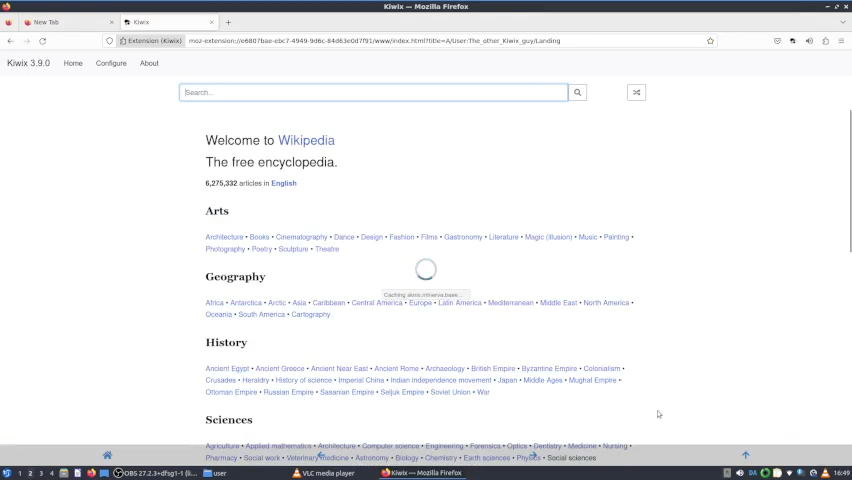 Kiwix — Mozilla Firefox
New Tab
Kiwix
Extension (Kiwix)
moz-extension://e6807bae-ebc7-4949-9d6c-84d63e0d7f91/www/index.html?title=A/User:The_other_Kiwix_guy/Landing
Kiwix 3.9.0 Home Configure About
Search...
Welcome to Wikipedia
The free encyclopedia.
6,275,332 articles in English
Arts
Architecture • Books • Cinematography • Dance • Design • Fashion • Films • Gastronomy • Literature • Magic (illusion) • Music • Painting •
Photography • Poetry • Sculpture • Theatre
Geography
Caching skins.minerva.base...
Africa • Antarctica • Arctic • Asia • Caribbean • Central America • Europe • Latin America • Mediterranean • Middle East • North America •
Oceania • South America • Cartography
History
Ancient Egypt • Ancient Greece • Ancient Near East • Ancient Rome • Archaeology • British Empire • Byzantine Empire • Colonialism •
Crusades • Heraldry • History of science • Imperial China • Indian independence movement • Japan • Middle Ages • Mughal Empire •
Ottoman Empire • Russian Empire • Sasanian Empire • Seljuk Empire • Soviet Union • War
Sciences
Agriculture • Applied mathematics • Architecture • Computer science • Engineering • Forensics • Optics • Dentistry • Medicine • Nursing •
Pharmacy • Social work • Veterinary medicine • Astronomy • Biology • Chemistry • Earth sciences • Physics • Social sciences
1 2 3 4
OBS 27.2.3+dfsg1-1 (li...
user
VLC media player
Kiwix — Mozilla Firefox
DA
16:49